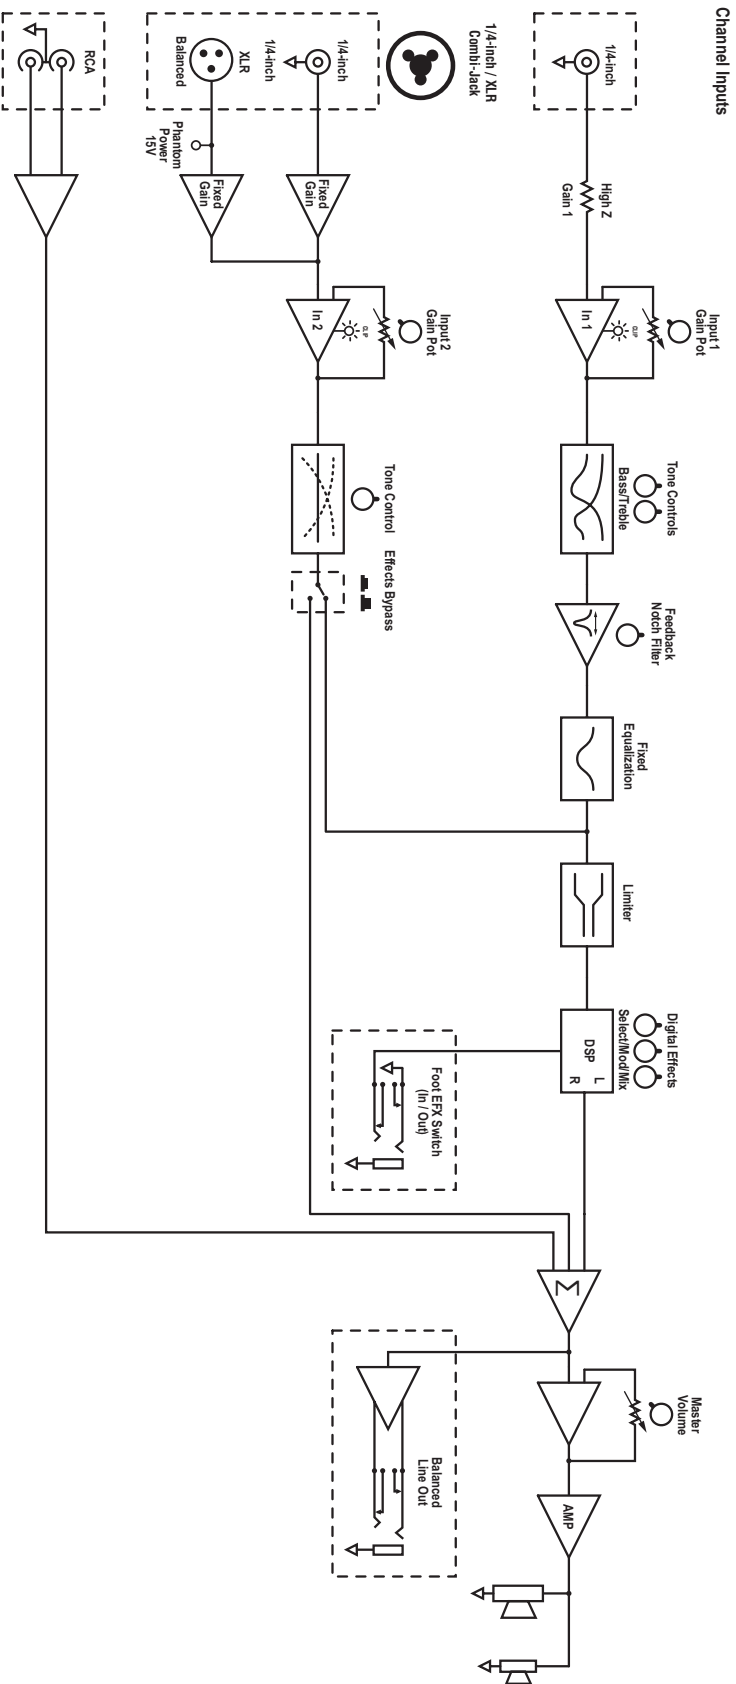 Channel Inputs
1/4-inch
High Z
Gain 1
Input 1
Gain Pot
CLIP
In 1
Tone Controls
Bass/Treble
Feedback
Notch Filter
Fixed
Equalization
Limiter
Digital Effects
Select/Mod/Mix
DSP
L
R
Σ
Master
Volume
AMP
1/4-inch / XLR
Combi-Jack
1/4-inch
1/4-inch
XLR
Balanced
Phantom
Power
15V
Fixed
Gain
Fixed
Gain
Input 2
Gain Pot
CLIP
In 2
Tone Control
Effects Bypass
Foot EFX Switch
(In / Out)
Balanced
Line Out
RCA